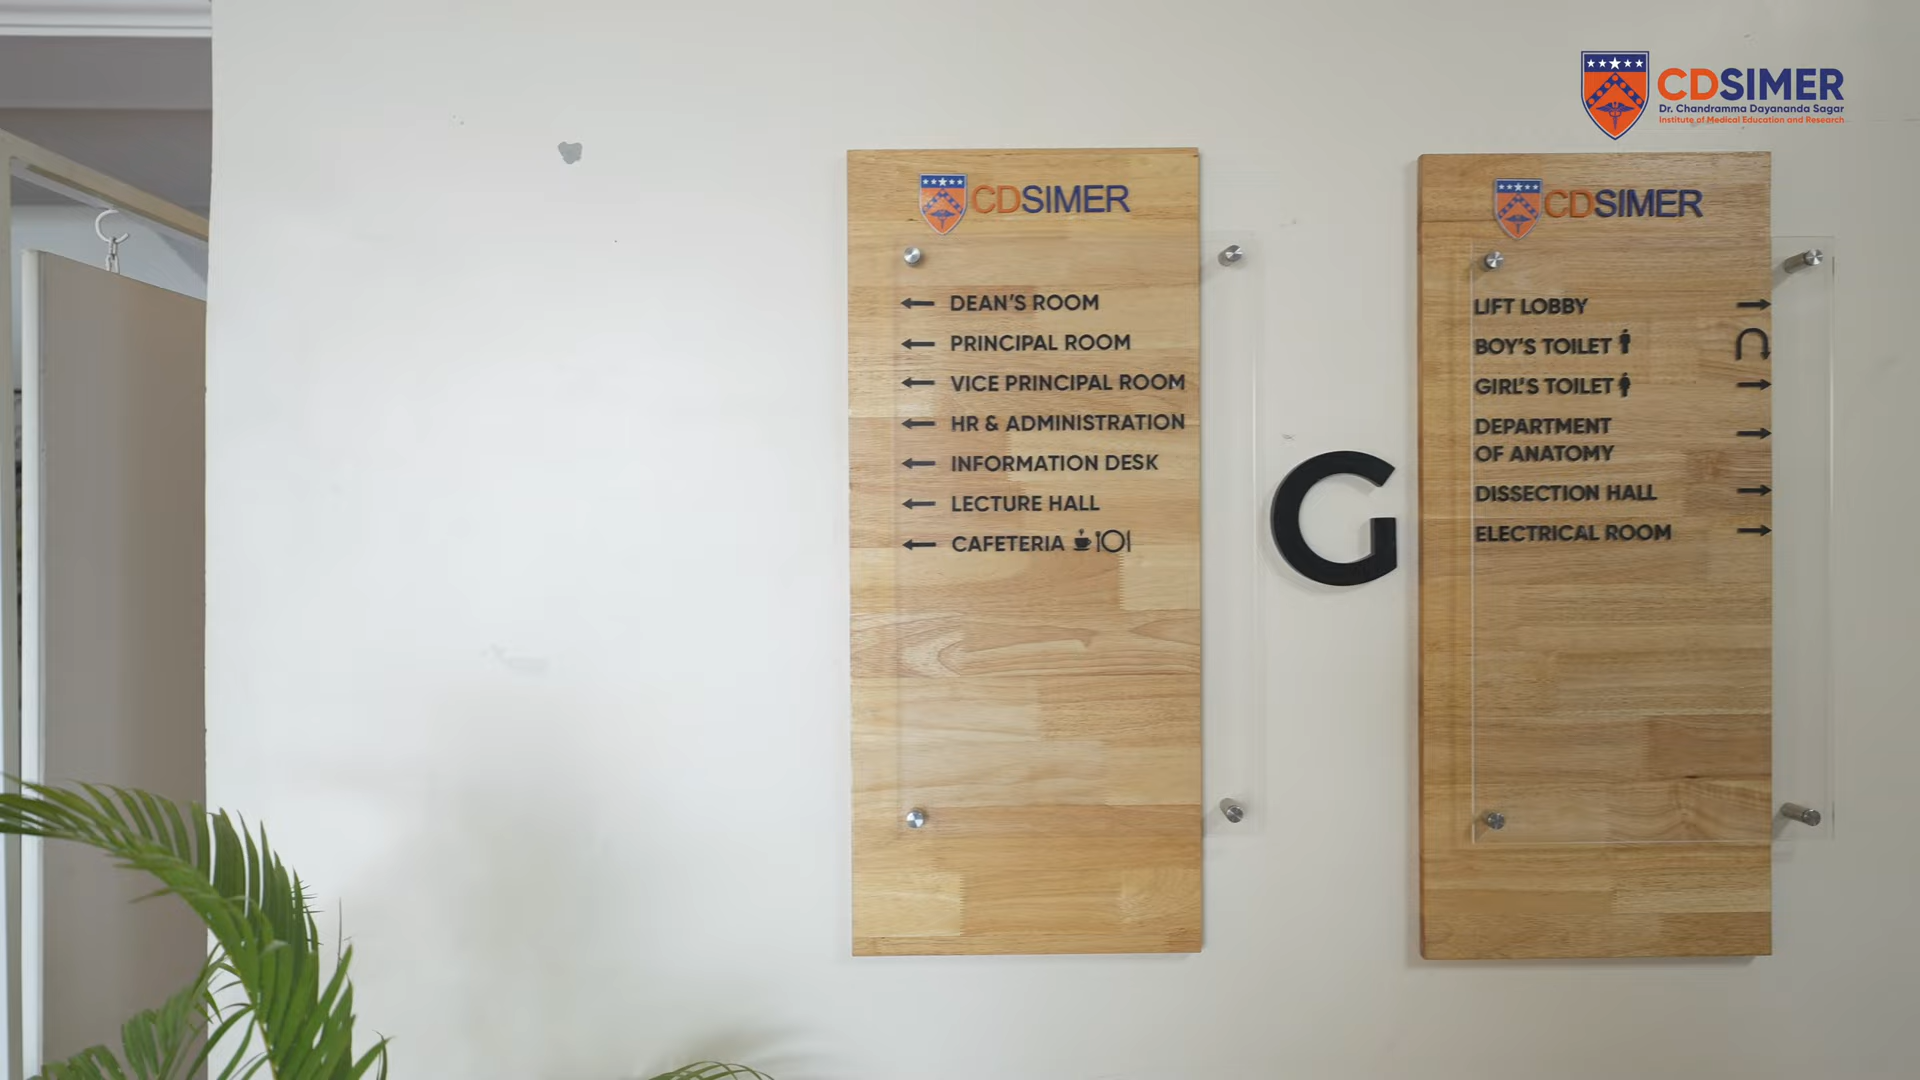 CDSIMER
Dr. Chandramma Dayananda Sagar
Institute of Medical Education and Research
CDSIMER
DEAN'S ROOM
PRINCIPAL ROOM
VICE PRINCIPAL ROOM
HR & ADMINISTRATION
INFORMATION DESK
LECTURE HALL
CAFETERIA
G
CDSIMER
LIFT LOBBY
BOY'S TOILET
GIRL'S TOILET
DEPARTMENT
OF ANATOMY
DISSECTION HALL
ELECTRICAL ROOM